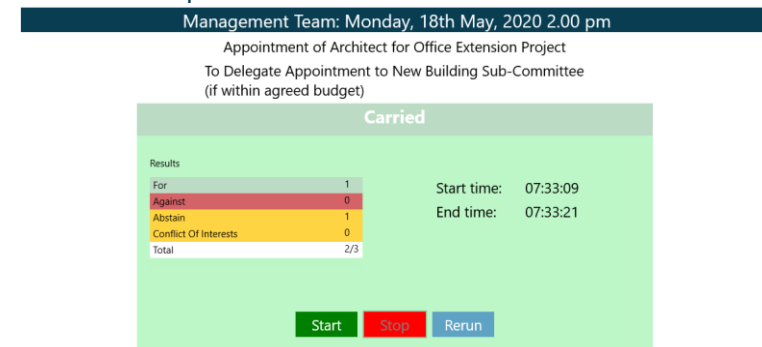 Management Team: Monday, 18th May, 2020 2.00 pm
Appointment of Architect for Office Extension Project
To Delegate Appointment to New Building Sub-Committee
(if within agreed budget)
Carried
Results
For 1
Against 0
Abstain 1
Conflict Of Interests 0
Total 2/3
Start time: 07:33:09
End time: 07:33:21
Start Stop Rerun